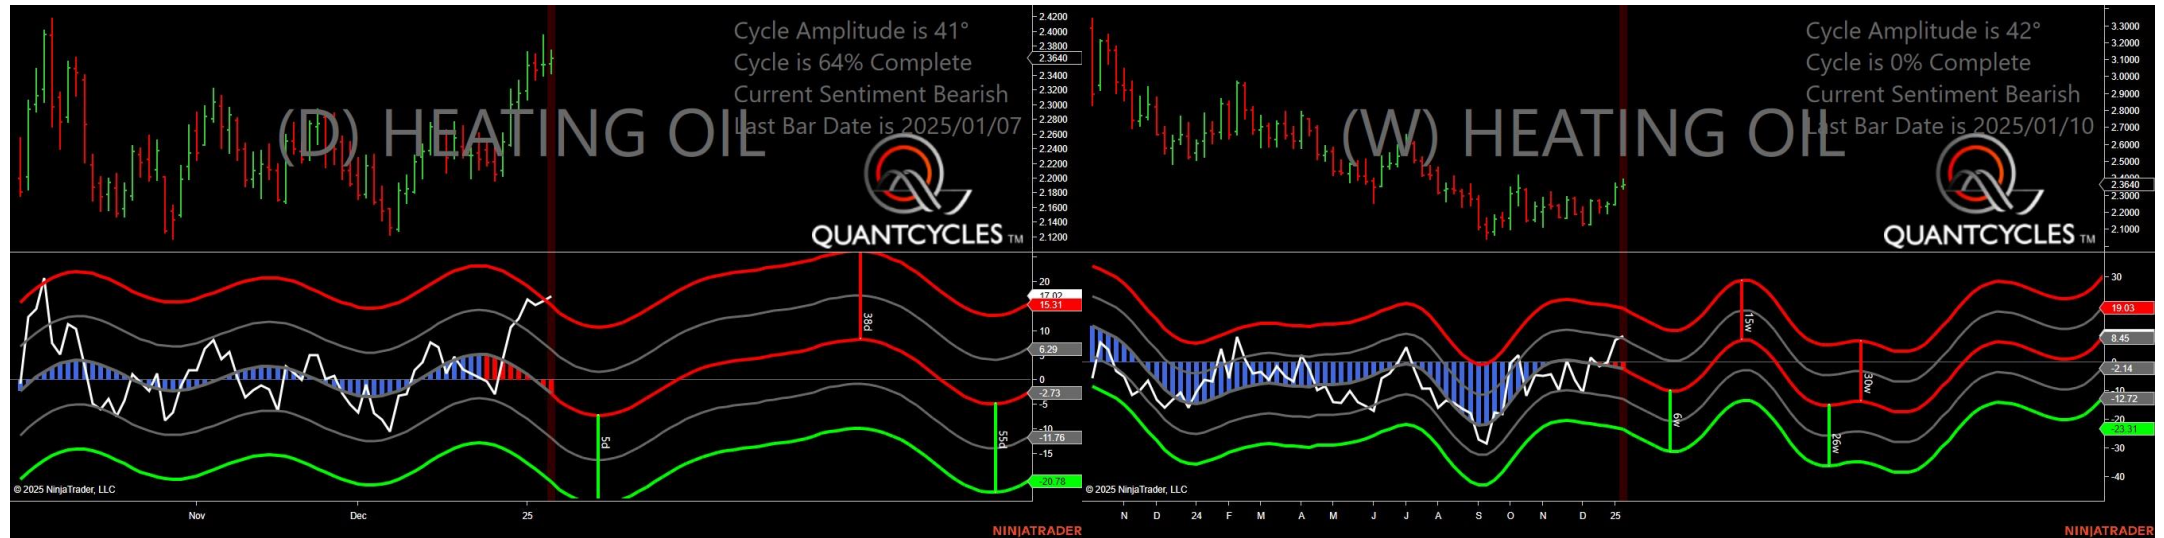 Cycle Amplitude is 41°
Cycle is 64% Complete
Current Sentiment Bearish
Last Bar Date is 2025/01/07
(D) HEATING OIL
QUANTCYCLES TM
2.4200
2.4000
2.3800
2.3640
2.3400
2.3200
2.3000
2.2800
2.2600
2.2400
2.2200
2.2000
2.1800
2.1600
2.1400
2.1200
20
17.02
15.31
10
6.29
5
0
-2.73
-5
-10
-11.76
-15
-20.78
5d
38d
55d
© 2025 NinjaTrader, LLC
Nov
Dec
25
NINJATRADER
Cycle Amplitude is 42°
Cycle is 0% Complete
Current Sentiment Bearish
Last Bar Date is 2025/01/10
(W) HEATING OIL
QUANTCYCLES TM
3.3000
3.2000
3.1000
3.0000
2.9000
2.8000
2.7000
2.6000
2.5000
2.4000
2.3640
2.3000
2.2000
2.1000
30
19.03
8.45
0
-2.14
-10
-12.72
-20
-23.31
-30
-40
6w
15w
26w
30w
© 2025 NinjaTrader, LLC
N D 24 F M A M J J A S O N D 25
NINJATRADER